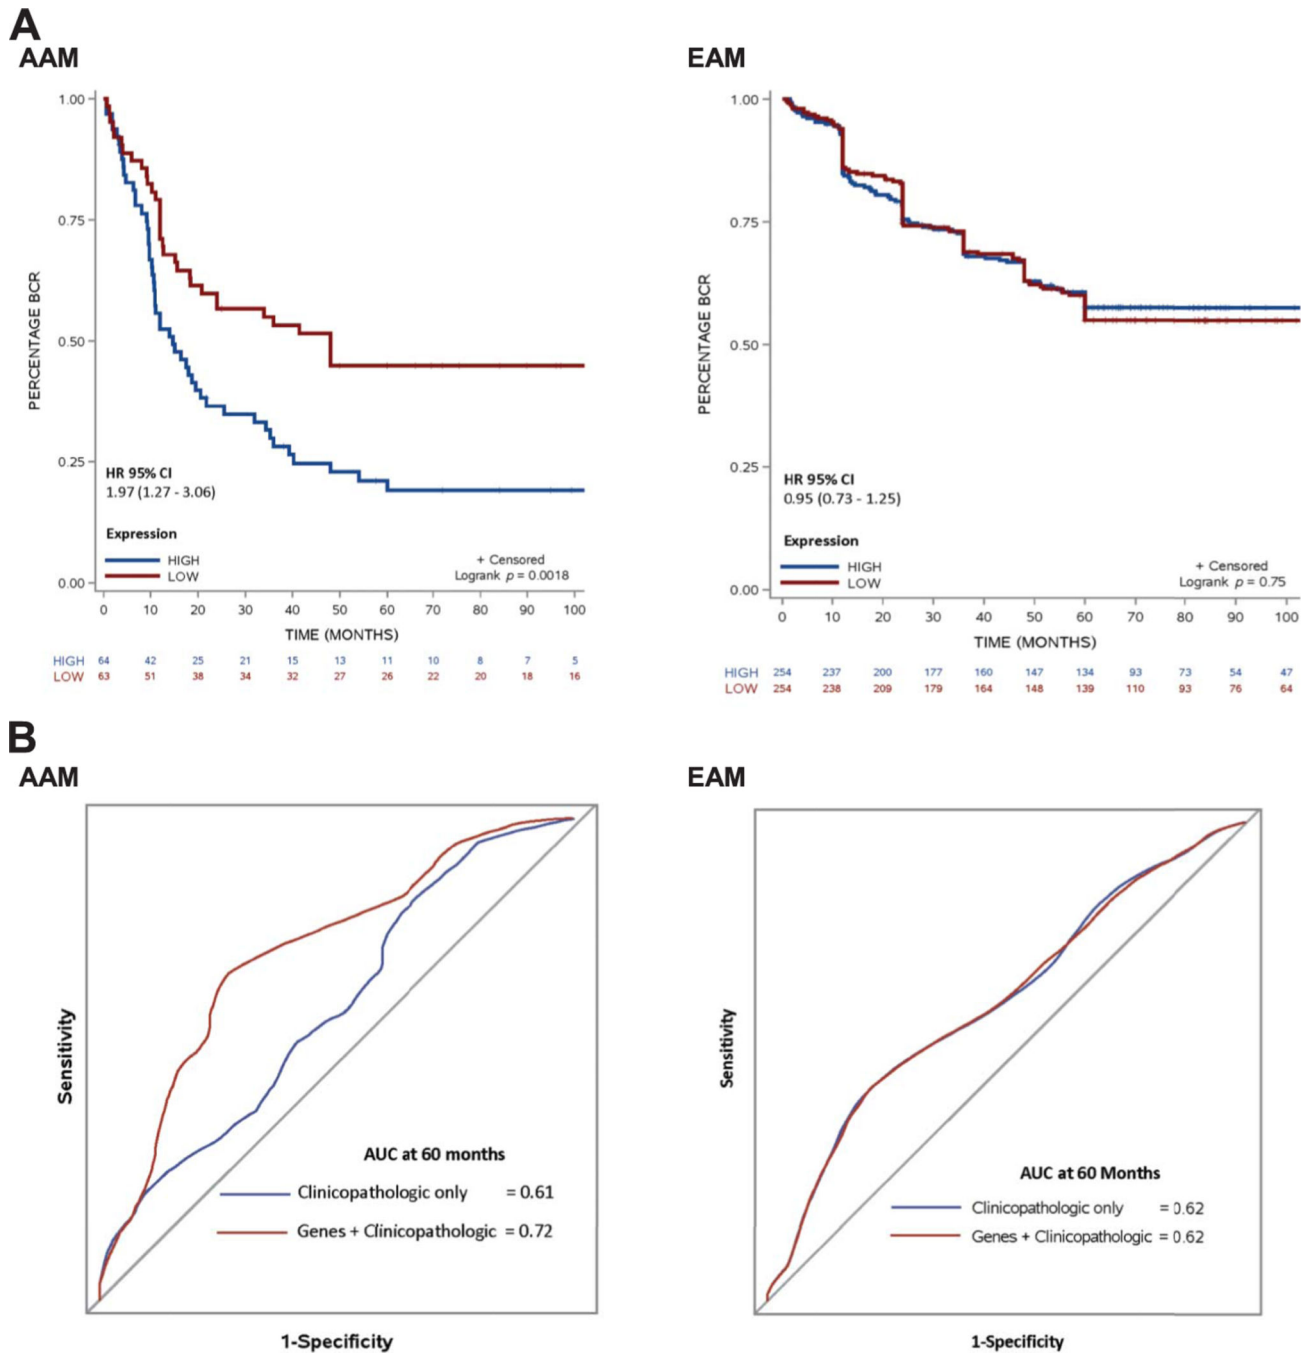 A
AAM
EAM
1.00
0.75
0.50
0.25
0.00
PERCENTAGE BCR
HR 95% CI
1.97 (1.27 - 3.06)
Expression
HIGH
LOW
+ Censored
Logrank p = 0.0018
0 10 20 30 40 50 60 70 80 90 100
TIME (MONTHS)
HIGH 64 42 25 21 15 13 11 10 8 7 5
LOW 63 51 38 34 32 27 26 22 20 18 16
1.00
0.75
0.50
0.25
0.00
PERCENTAGE BCR
HR 95% CI
0.95 (0.73 - 1.25)
Expression
HIGH
LOW
+ Censored
Logrank p = 0.75
0 10 20 30 40 50 60 70 80 90 100
TIME (MONTHS)
HIGH 254 237 200 177 160 147 134 93 73 54 47
LOW 254 238 209 179 164 148 139 110 93 76 64
B
AAM
EAM
Sensitivity
AUC at 60 months
Clinicopathologic only = 0.61
Genes + Clinicopathologic = 0.72
1-Specificity
Sensitivity
AUC at 60 Months
Clinicopathologic only = 0.62
Genes + Clinicopathologic = 0.62
1-Specificity